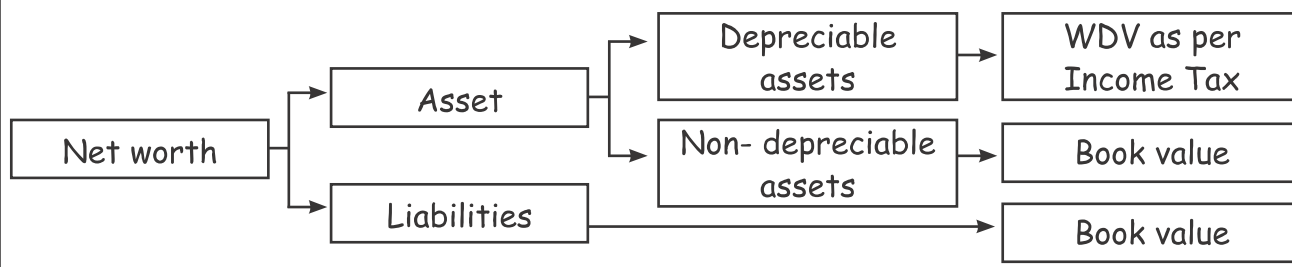 Net worth
Asset
Liabilities
Depreciable
assets
Non- depreciable
assets
WDV as per
Income Tax
Book value
Book value